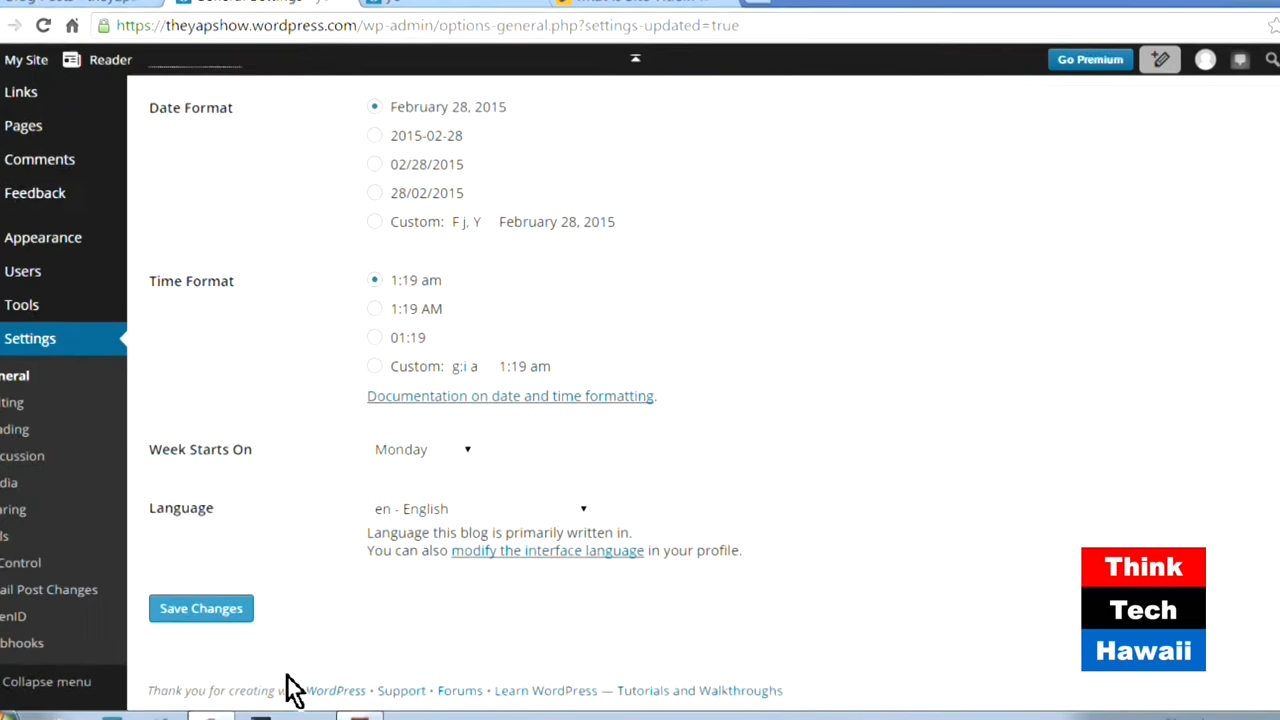 https://theyapshow.wordpress.com/wp-admin/options-general.php?settings-updated=true
My Site
Reader
Go Premium
Links
Pages
Comments
Feedback
Appearance
Users
Tools
Settings
neral
ting
ading
cussion
dia
aring
ls
Control
ail Post Changes
enID
bhooks
Collapse menu
Date Format
February 28, 2015
2015-02-28
02/28/2015
28/02/2015
Custom: F j, Y February 28, 2015
Time Format
1:19 am
1:19 AM
01:19
Custom: g:i a 1:19 am
Documentation on date and time formatting.
Week Starts On
Monday
Language
en - English
Language this blog is primarily written in.
You can also modify the interface language in your profile.
Save Changes
Thank you for creating WordPress • Support • Forums • Learn WordPress — Tutorials and Walkthroughs
Think
Tech
Hawaii